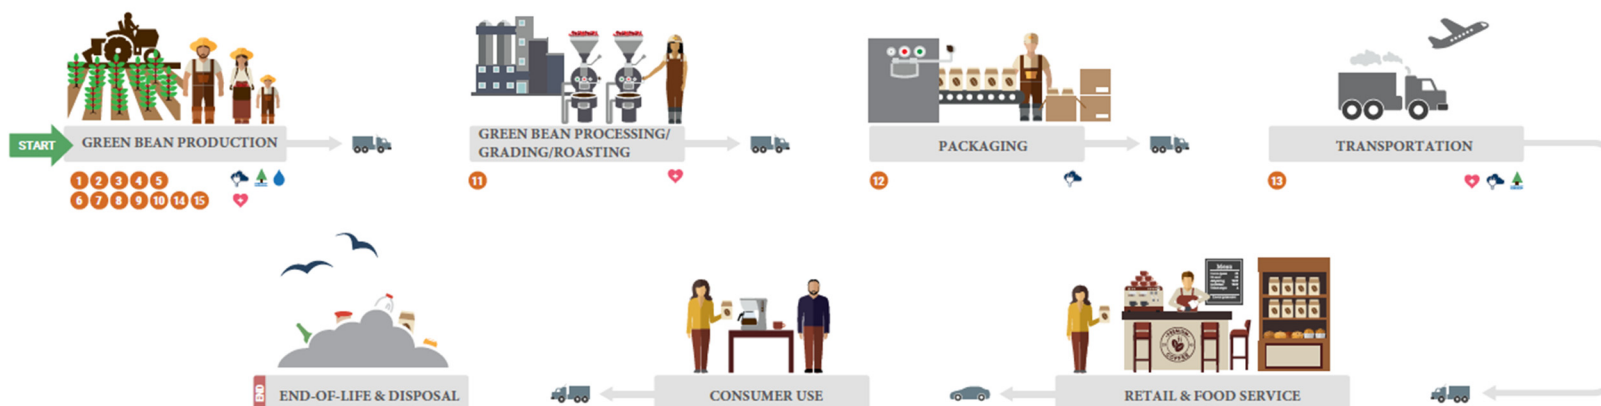 START
GREEN BEAN PRODUCTION
1 2 3 4 5
6 7 8 9 10 14 15
GREEN BEAN PROCESSING/
GRADING/ROASTING
11
PACKAGING
12
TRANSPORTATION
13
END
END-OF-LIFE & DISPOSAL
CONSUMER USE
Menu
PREMIUM
COFFEE
RETAIL & FOOD SERVICE